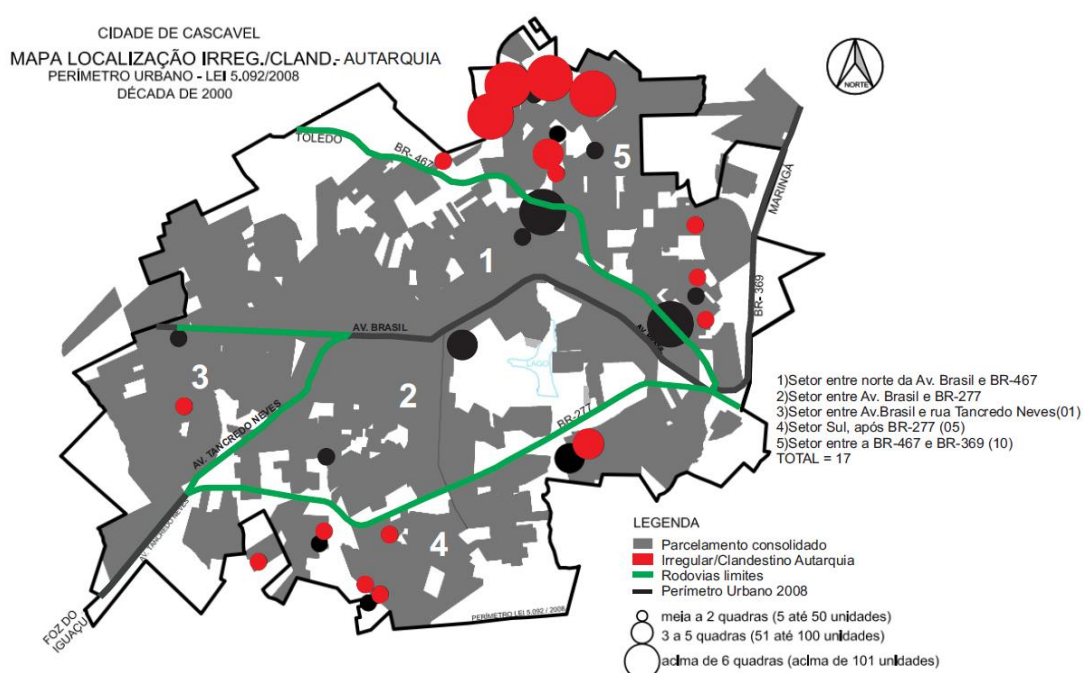 CIDADE DE CASCAVEL
MAPA LOCALIZAÇÃO IRREG./CLAND.- AUTARQUIA
PERÍMETRO URBANO - LEI 5.092/2008
DÉCADA DE 2000
NORTE
TOLEDO
BR- 467
5
MARINGÁ
1
BR- 369
AV. BRASIL
AV. BRASIL
LAGO
3
2
AV. TANCREDO NEVES
BR-277
1)Setor entre norte da Av. Brasil e BR-467
2)Setor entre Av. Brasil e BR-277
3)Setor entre Av.Brasil e rua Tancredo Neves(01)
4)Setor Sul, após BR-277 (05)
5)Setor entre a BR-467 e BR-369 (10)
TOTAL = 17
AV. TANCREDO NEVES
4
FOZ DO
IGUAÇU
PERÍMETRO LEI 5.092 / 2008
LEGENDA
Parcelamento consolidado
Irregular/Clandestino Autarquia
Rodovias limites
Perímetro Urbano 2008
meia a 2 quadras (5 até 50 unidades)
3 a 5 quadras (51 até 100 unidades)
acima de 6 quadras (acima de 101 unidades)